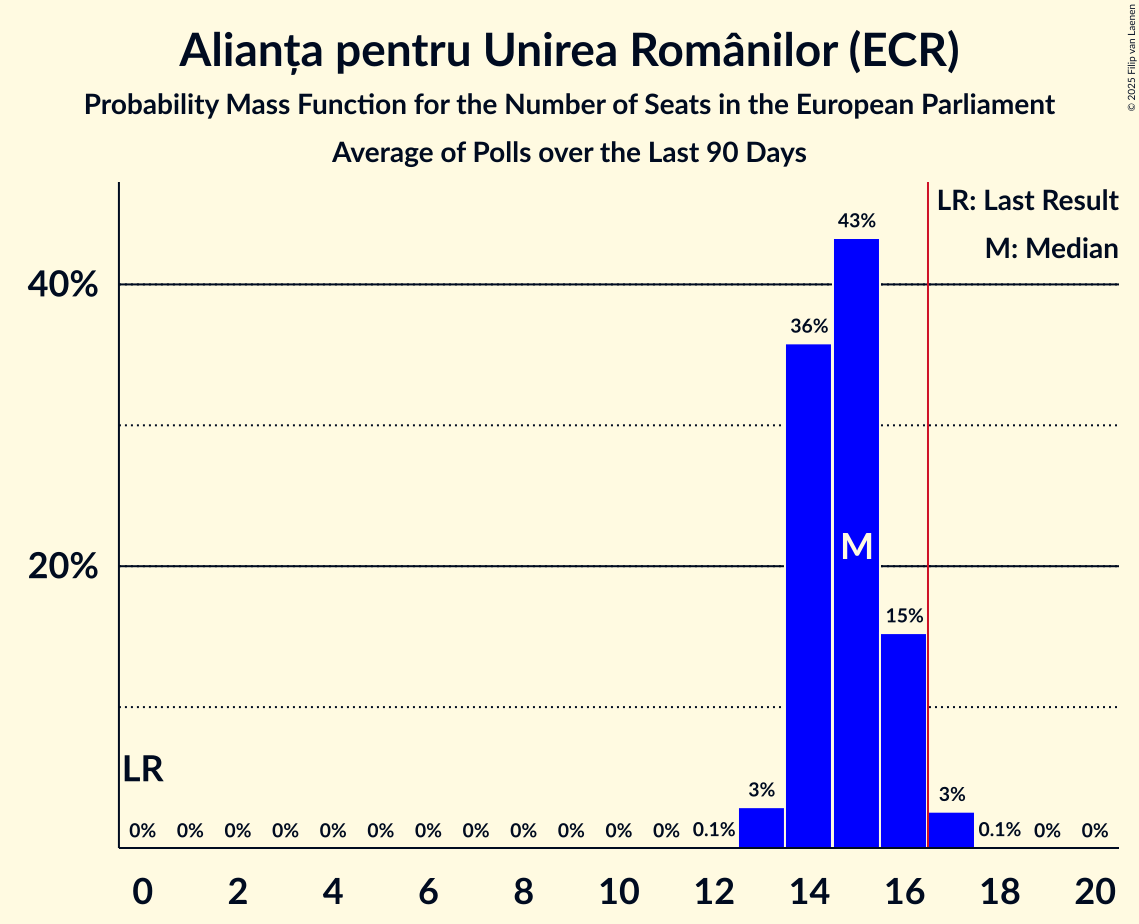 Alianța pentru Unirea Românilor (ECR)
Probability Mass Function for the Number of Seats in the European Parliament
Average of Polls over the Last 90 Days
© 2025 Filip van Laenen
LR: Last Result
M: Median
43%
40%
36%
M
20%
15%
LR
3%
3%
0% 0% 0% 0% 0% 0% 0% 0% 0% 0% 0% 0% 0.1% 0.1% 0% 0%
0 2 4 6 8 10 12 14 16 18 20